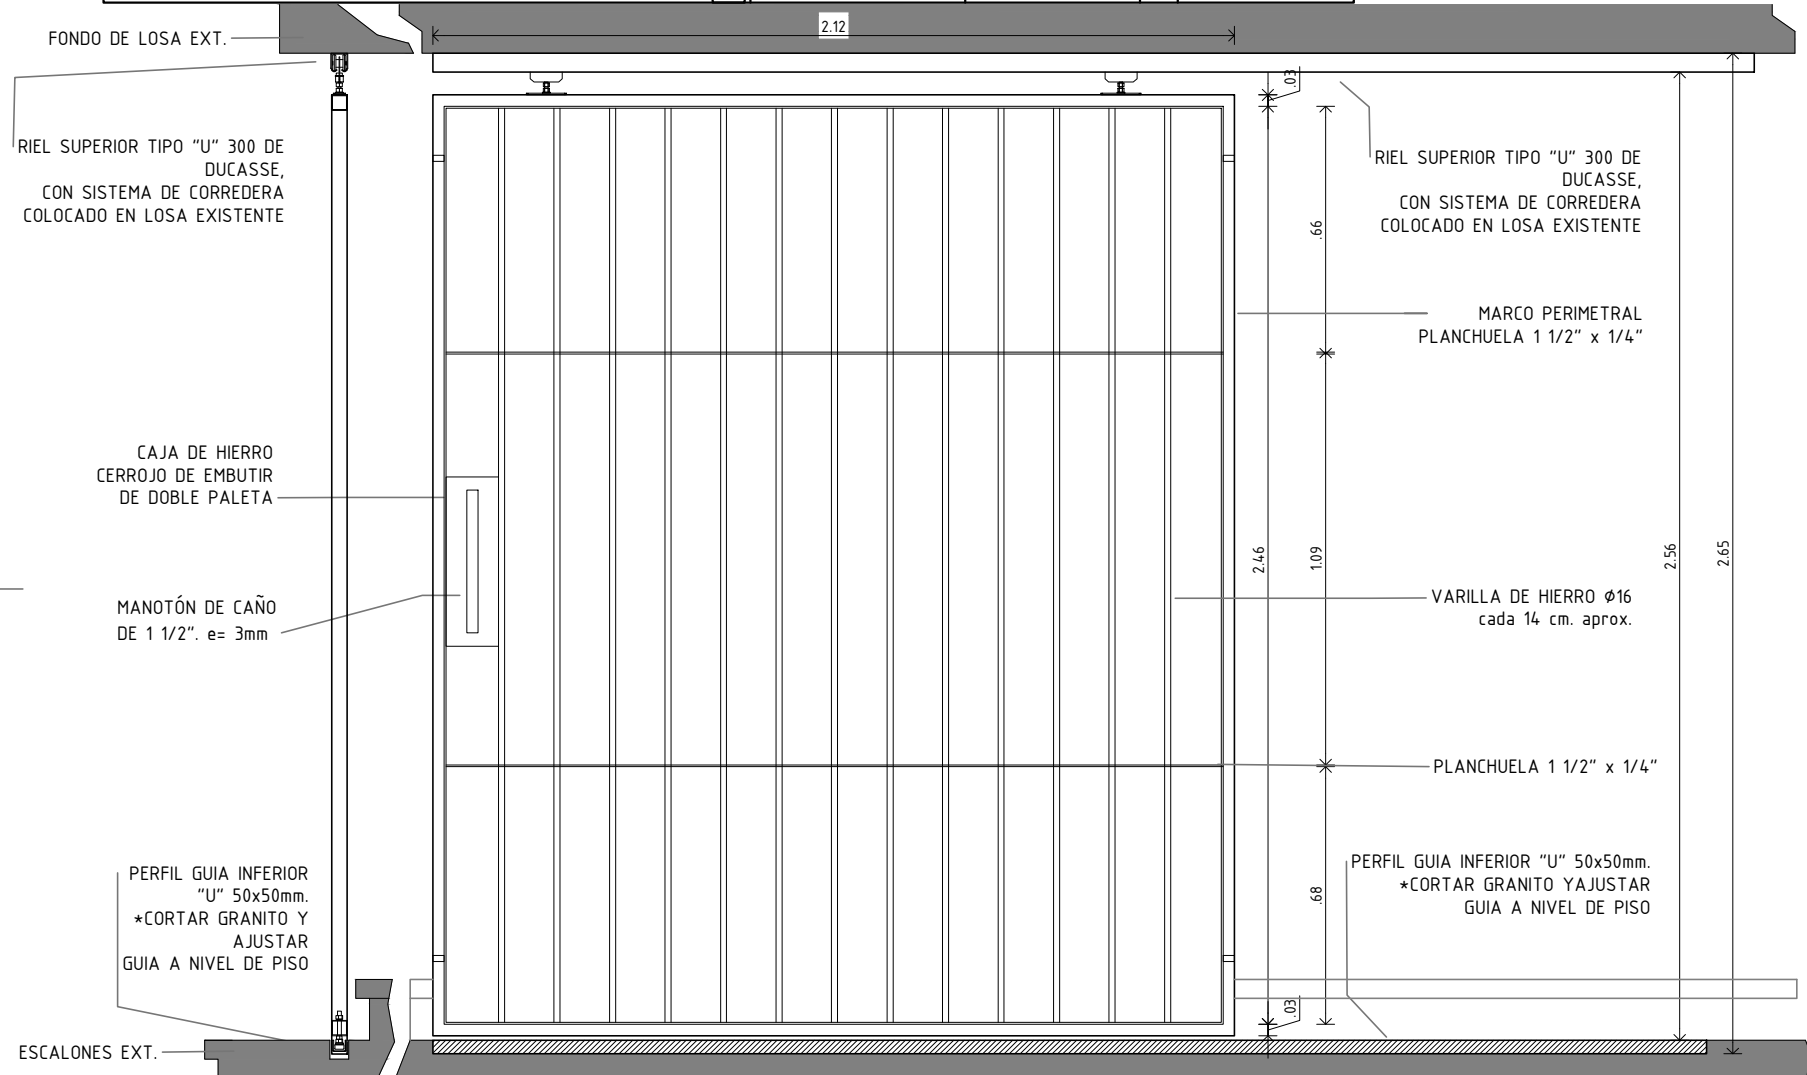 2.12
FONDO DE LOSA EXT.
RIEL SUPERIOR TIPO "U" 300 DE
DUCASSE,
CON SISTEMA DE CORREDERA
COLOCADO EN LOSA EXISTENTE
CAJA DE HIERRO
CERROJO DE EMBUTIR
DE DOBLE PALETA
MANOTÓN DE CAÑO
DE 1 1/2". e= 3mm
PERFIL GUIA INFERIOR
"U" 50x50mm.
*CORTAR GRANITO Y
AJUSTAR
GUIA A NIVEL DE PISO
ESCALONES EXT.
.03
.66
2.46
1.09
.68
.03
2.56
2.65
RIEL SUPERIOR TIPO "U" 300 DE
DUCASSE,
CON SISTEMA DE CORREDERA
COLOCADO EN LOSA EXISTENTE
MARCO PERIMETRAL
PLANCHUELA 1 1/2" x 1/4"
VARILLA DE HIERRO Ø16
cada 14 cm. aprox.
PLANCHUELA 1 1/2" x 1/4"
PERFIL GUIA INFERIOR "U" 50x50mm.
*CORTAR GRANITO YAJUSTAR
GUIA A NIVEL DE PISO